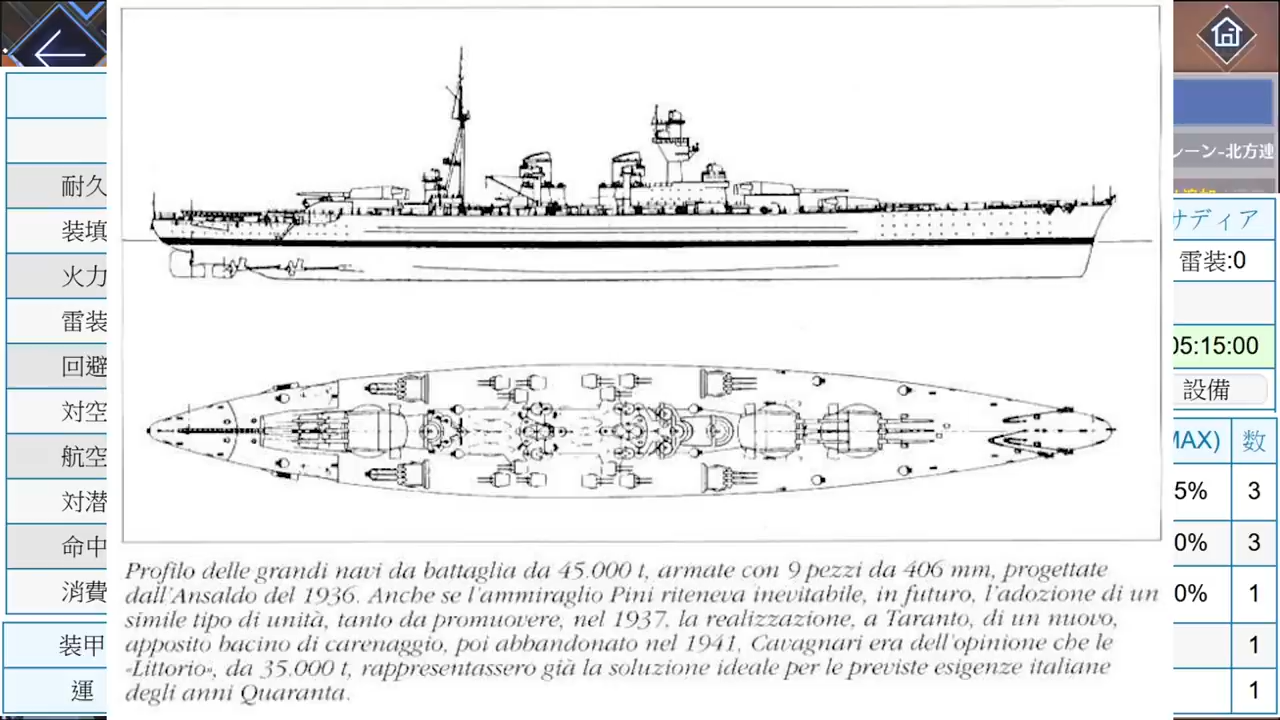 耐久
装填
火力
雷装
回避
対空
航空
対潜
命中
消費
装甲
運
Profilo delle grandi navi da battaglia da 45.000 t, armate con 9 pezzi da 406 mm, progettate
dall'Ansaldo del 1936. Anche se l'ammiraglio Pini riteneva inevitabile, in futuro, l'adozione di un
simile tipo di unità, tanto da promuovere, nel 1937, la realizzazione, a Taranto, di un nuovo,
apposito bacino di carenaggio, poi abbandonato nel 1941, Cavagnari era dell'opinione che le
«Littorio», da 35.000 t, rappresentassero già la soluzione ideale per le previste esigenze italiane
degli anni Quaranta.
レーン-北方連
サディア
雷装:0
05:15:00
設備
MAX) 数
5% 3
0% 3
0% 1
1
1